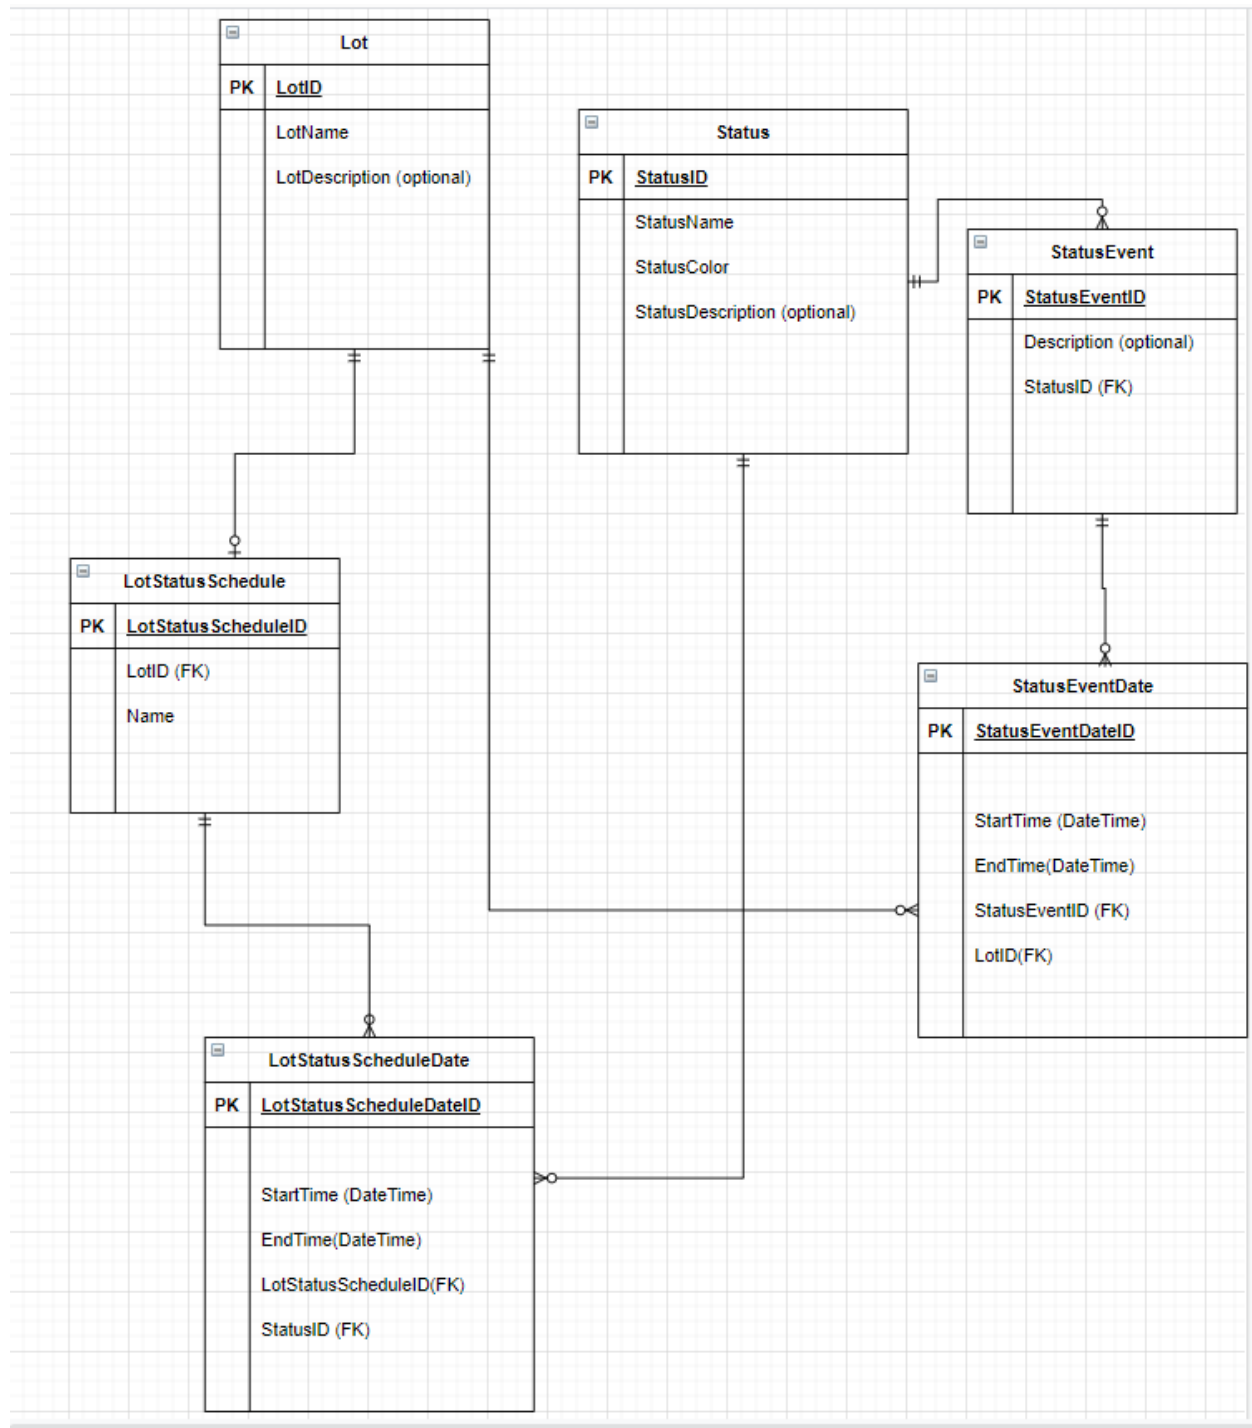 Lot
PK LotID
LotName
LotDescription (optional)
Status
PK StatusID
StatusName
StatusColor
StatusDescription (optional)
StatusEvent
PK StatusEventID
Description (optional)
StatusID (FK)
LotStatusSchedule
PK LotStatusScheduleID
LotID (FK)
Name
StatusEventDate
PK StatusEventDateID
StartTime (DateTime)
EndTime(DateTime)
StatusEventID (FK)
LotID(FK)
LotStatusScheduleDate
PK LotStatusScheduleDateID
StartTime (DateTime)
EndTime(DateTime)
LotStatusScheduleID(FK)
StatusID (FK)